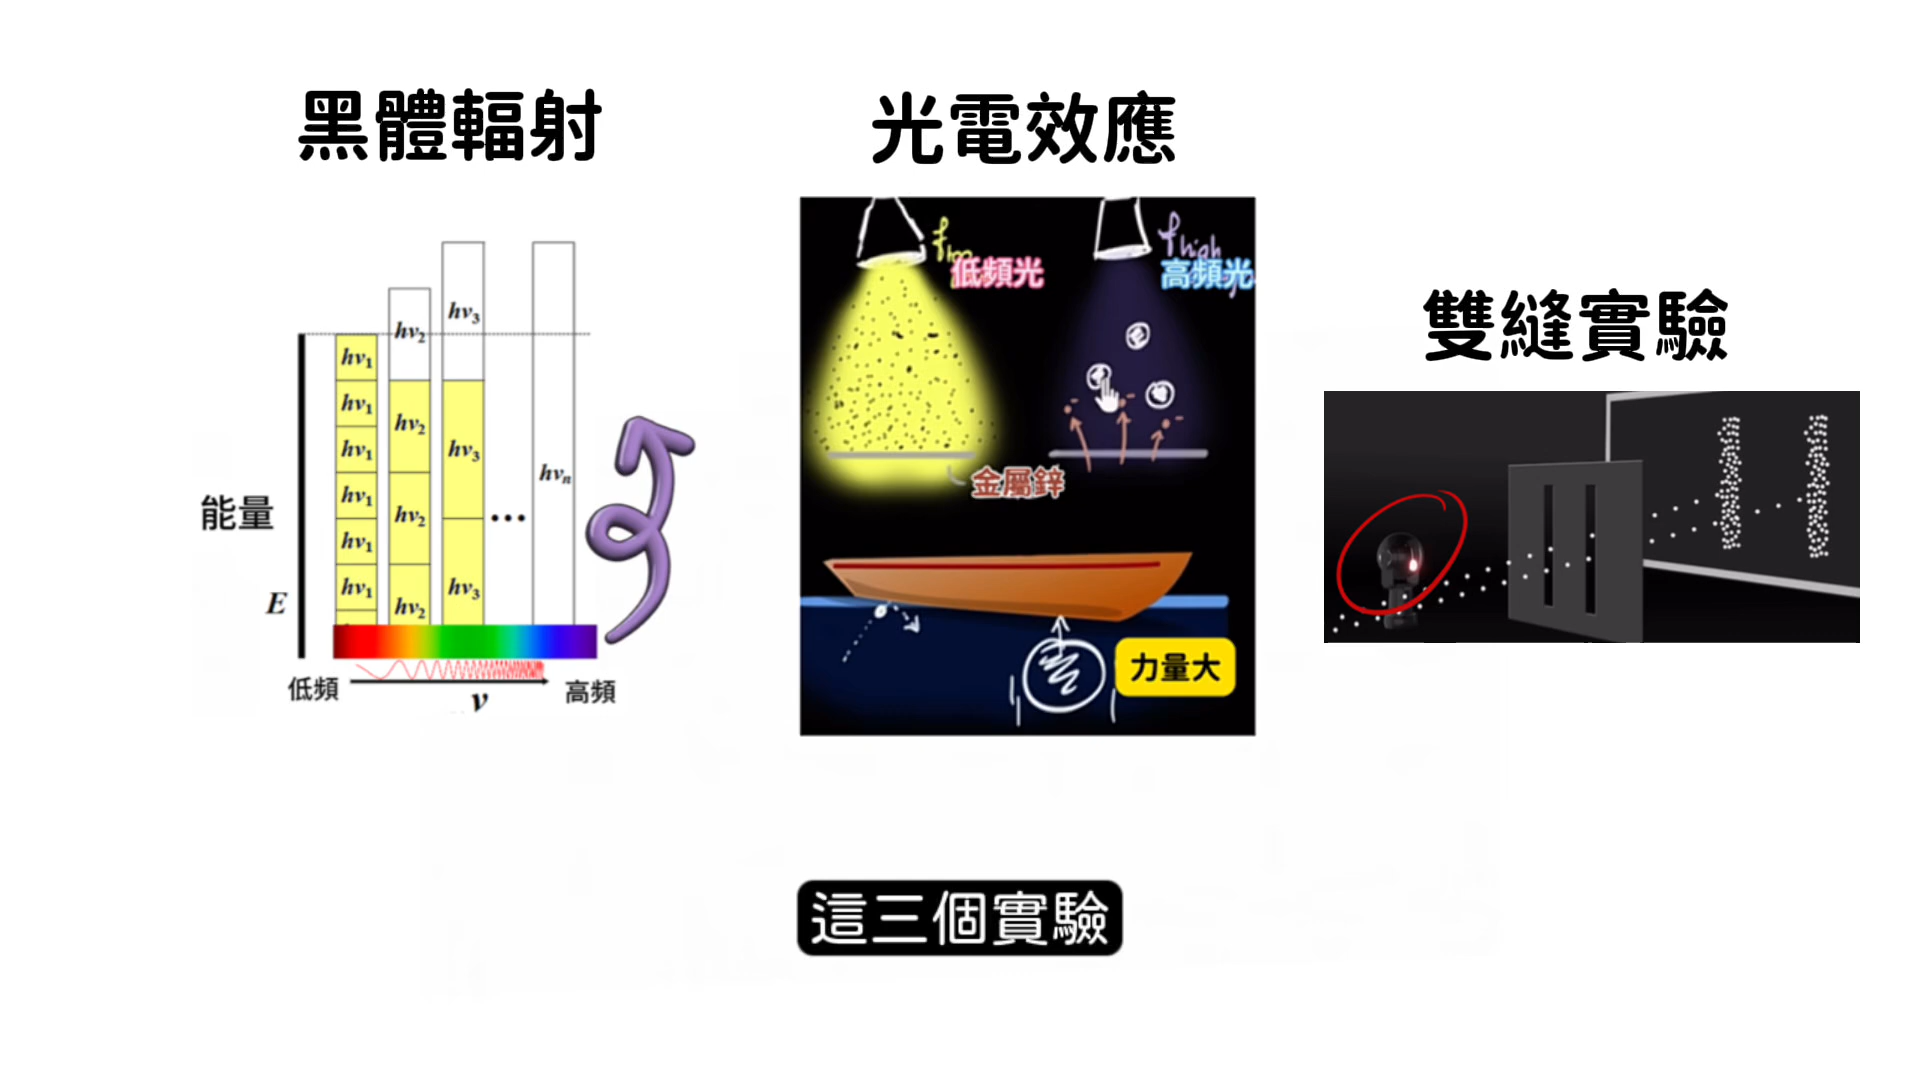 黑體輻射
光電效應
雙縫實驗
hν3
hν2
hν1
hν1
hν2
hν1
hν3
hνn
hν1
hν2
...
能量
hν1
hν1
hν3
hν2
E
低頻
ν
高頻
f
低頻光
f high
高頻光
金屬鋅
力量大
這三個實驗